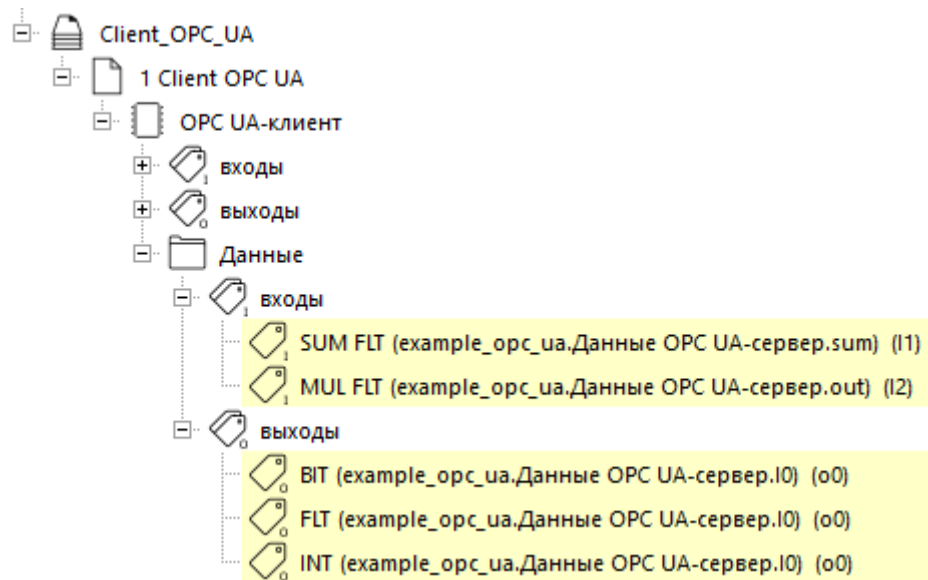 Client_OPC_UA
1 Client OPC UA
OPC UA-клиент
входы
выходы
Данные
входы
SUM FLT (example_opc_ua.Данные OPC UA-сервер.sum) (I1)
MUL FLT (example_opc_ua.Данные OPC UA-сервер.out) (I2)
выходы
BIT (example_opc_ua.Данные OPC UA-сервер.I0) (o0)
FLT (example_opc_ua.Данные OPC UA-сервер.I0) (o0)
INT (example_opc_ua.Данные OPC UA-сервер.I0) (o0)